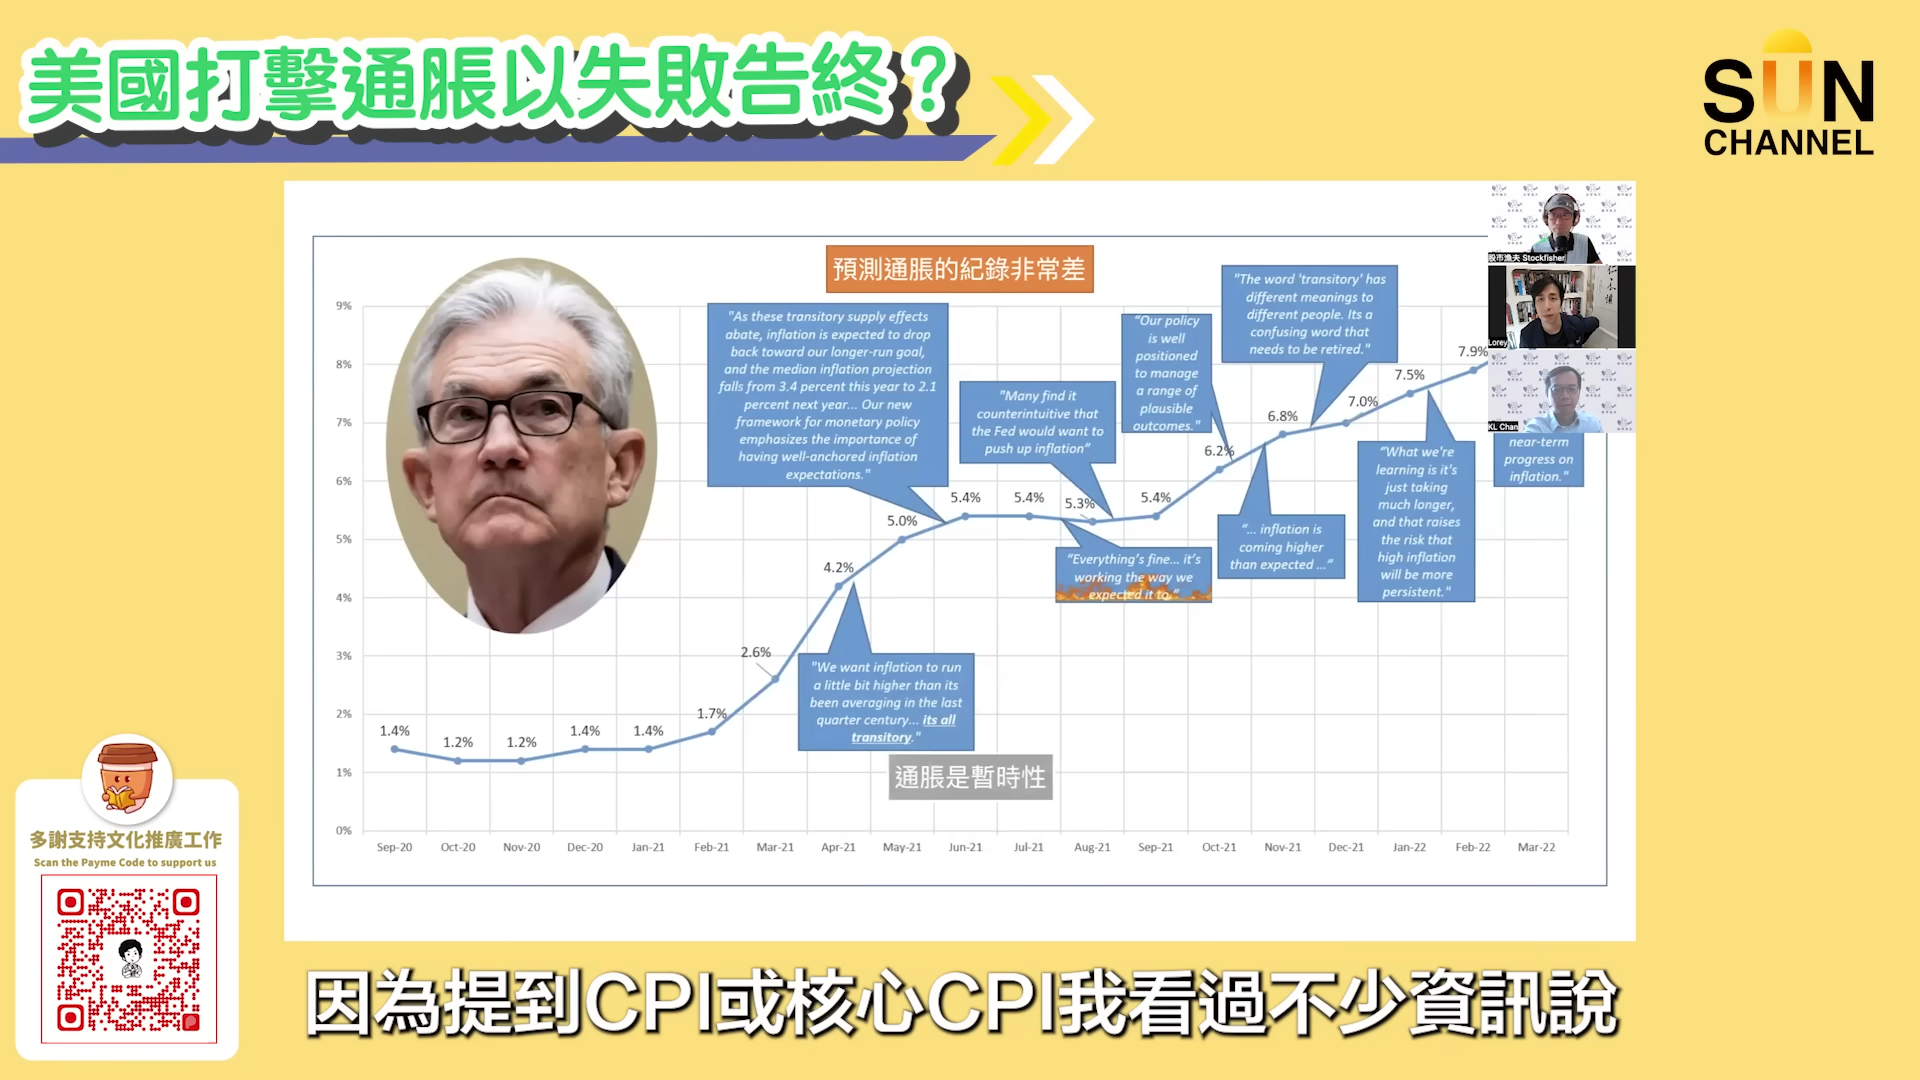 美國打擊通脹以失敗告終？
SUN
CHANNEL
預測通脹的紀錄非常差
股市漁夫 Stockfisher
Lorey
KL Chan
9%
8%
7%
6%
5%
4%
3%
2%
1%
0%
"As these transitory supply effects
abate, inflation is expected to drop
back toward our longer-run goal,
and the median inflation projection
falls from 3.4 percent this year to 2.1
percent next year... Our new
framework for monetary policy
emphasizes the importance of
having well-anchored inflation
expectations."
"Many find it
counterintuitive that
the Fed would want to
push up inflation"
"Our policy
is well
positioned
to manage
a range of
plausible
outcomes."
"The word 'transitory' has
different meanings to
different people. Its a
confusing word that
needs to be retired."
near-term
progress on
inflation."
"What we're
learning is it's
just taking
much longer,
and that raises
the risk that
high inflation
will be more
persistent."
"... inflation is
coming higher
than expected ..."
"Everything's fine... it's
working the way we
expected it to."
"We want inflation to run
a little bit higher than its
been averaging in the last
quarter century... its all
transitory."
1.4%
1.2%
1.2%
1.4%
1.4%
1.7%
2.6%
4.2%
5.0%
5.4%
5.4%
5.3%
5.4%
6.2%
6.8%
7.0%
7.5%
7.9%
通脹是暫時性
Sep-20 Oct-20 Nov-20 Dec-20 Jan-21 Feb-21 Mar-21 Apr-21 May-21 Jun-21 Jul-21 Aug-21 Sep-21 Oct-21 Nov-21 Dec-21 Jan-22 Feb-22 Mar-22
多謝支持文化推廣工作
Scan the Payme Code to support us
因為提到CPI或核心CPI我看過不少資訊說